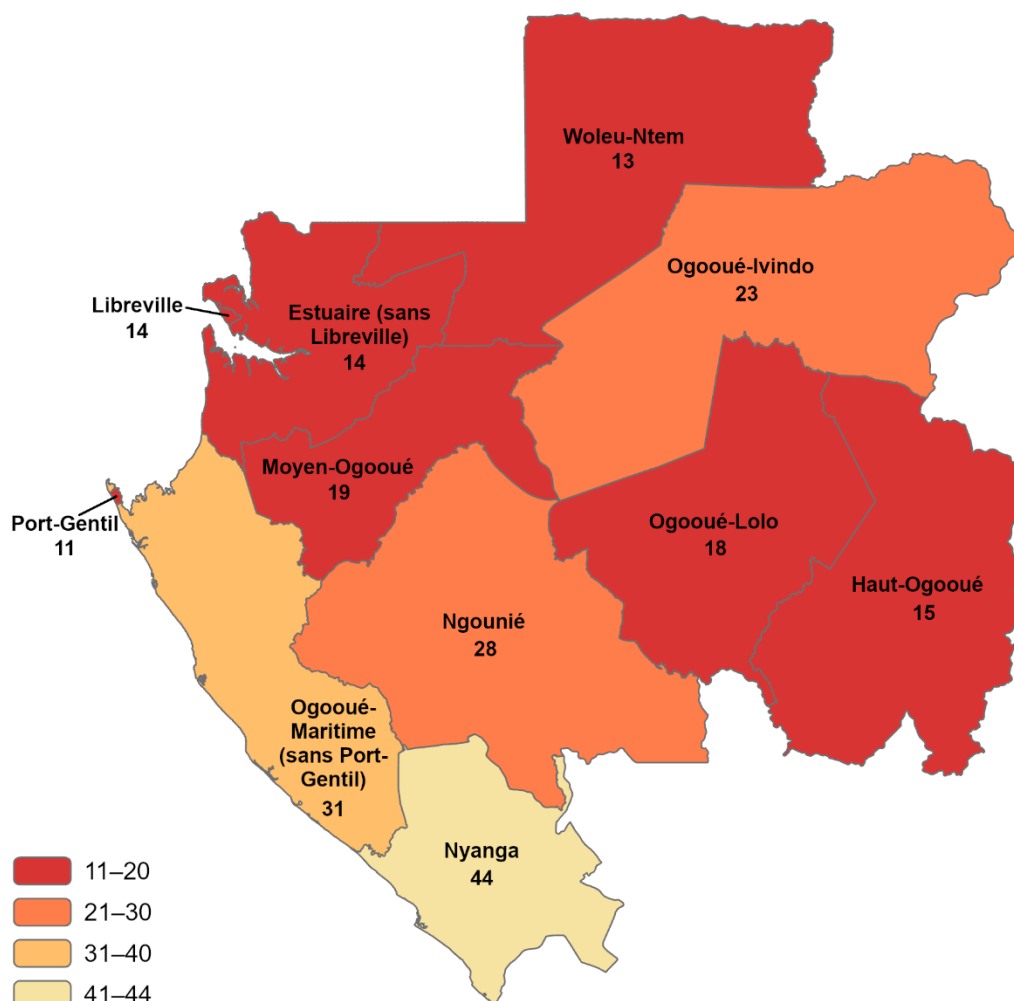 Woleu-Ntem
13
Ogooué-Ivindo
23
Libreville
14
Estuaire (sans
Libreville)
14
Moyen-Ogooué
19
Port-Gentil
11
Ogooué-Lolo
18
Haut-Ogooué
15
Ngounié
28
Ogooué-
Maritime
(sans Port-
Gentil)
31
Nyanga
44
11–20
21–30
31–40
41–44